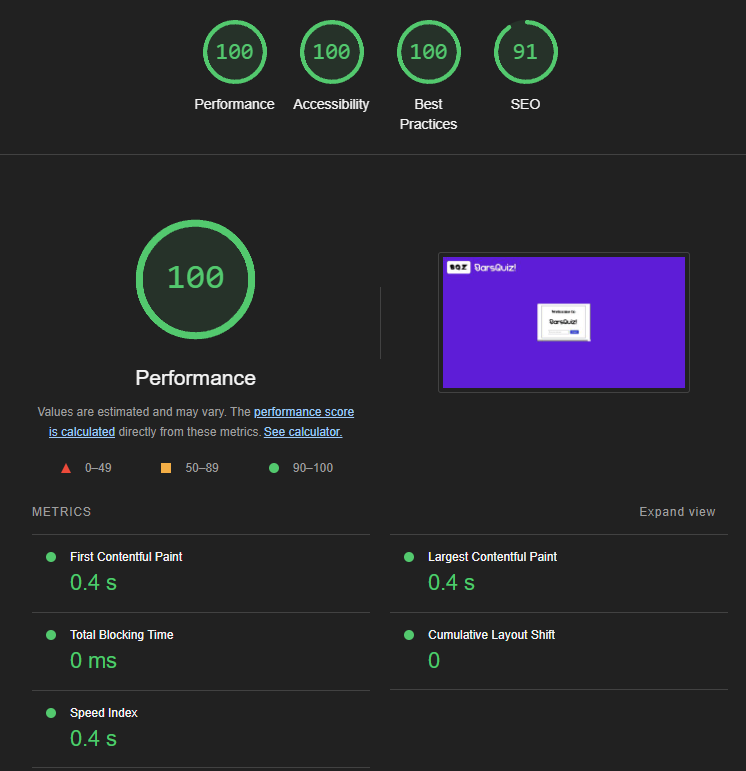 100
100
100
91
Performance
Accessibility
Best
Practices
SEO
100
Performance
Values are estimated and may vary. The performance score
is calculated directly from these metrics. See calculator.
0–49
50–89
90–100
BQZ BarsQuiz!
Welcome to
BarsQuiz!
METRICS
Expand view
First Contentful Paint
0.4 s
Largest Contentful Paint
0.4 s
Total Blocking Time
0 ms
Cumulative Layout Shift
0
Speed Index
0.4 s